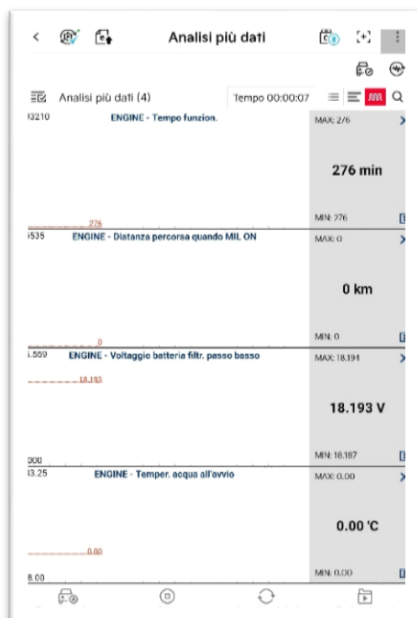 Analisi più dati
Analisi più dati (4)
Tempo 00:00:07
ENGINE - Tempo funzion.
MAX: 276
276
276 min
MIN: 276
ENGINE - Distanza percorsa quando MIL ON
MAX: 0
0
0 km
MIN: 0
ENGINE - Voltaggio batteria filtr. passo basso
MAX: 18.194
18.193
18.193 V
MIN: 18.187
ENGINE - Temper. acqua all'avvio
MAX: 0.00
0.00
0.00 'C
MIN: 0.00